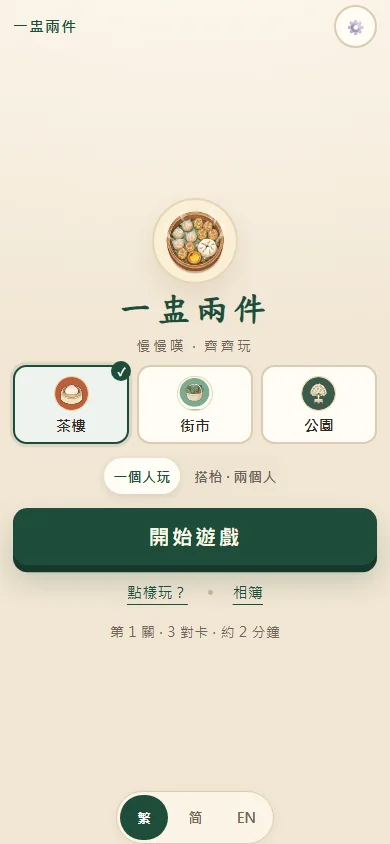 一盅兩件
一盅兩件
慢慢嘆 · 齊齊玩
茶樓
街市
公園
一個人玩
搭枱 · 兩個人
開始遊戲
點樣玩？
相簿
第 1 關 · 3 對卡 · 約 2 分鐘
繁
简
EN